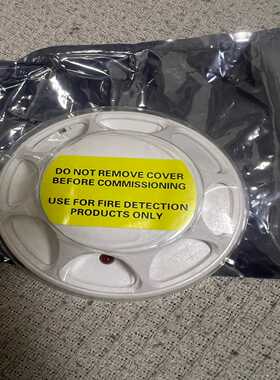 DO NOT REMOVE COVER
BEFORE COMMISSIONING
USE FOR FIRE DETECTION
PRODUCTS ONLY